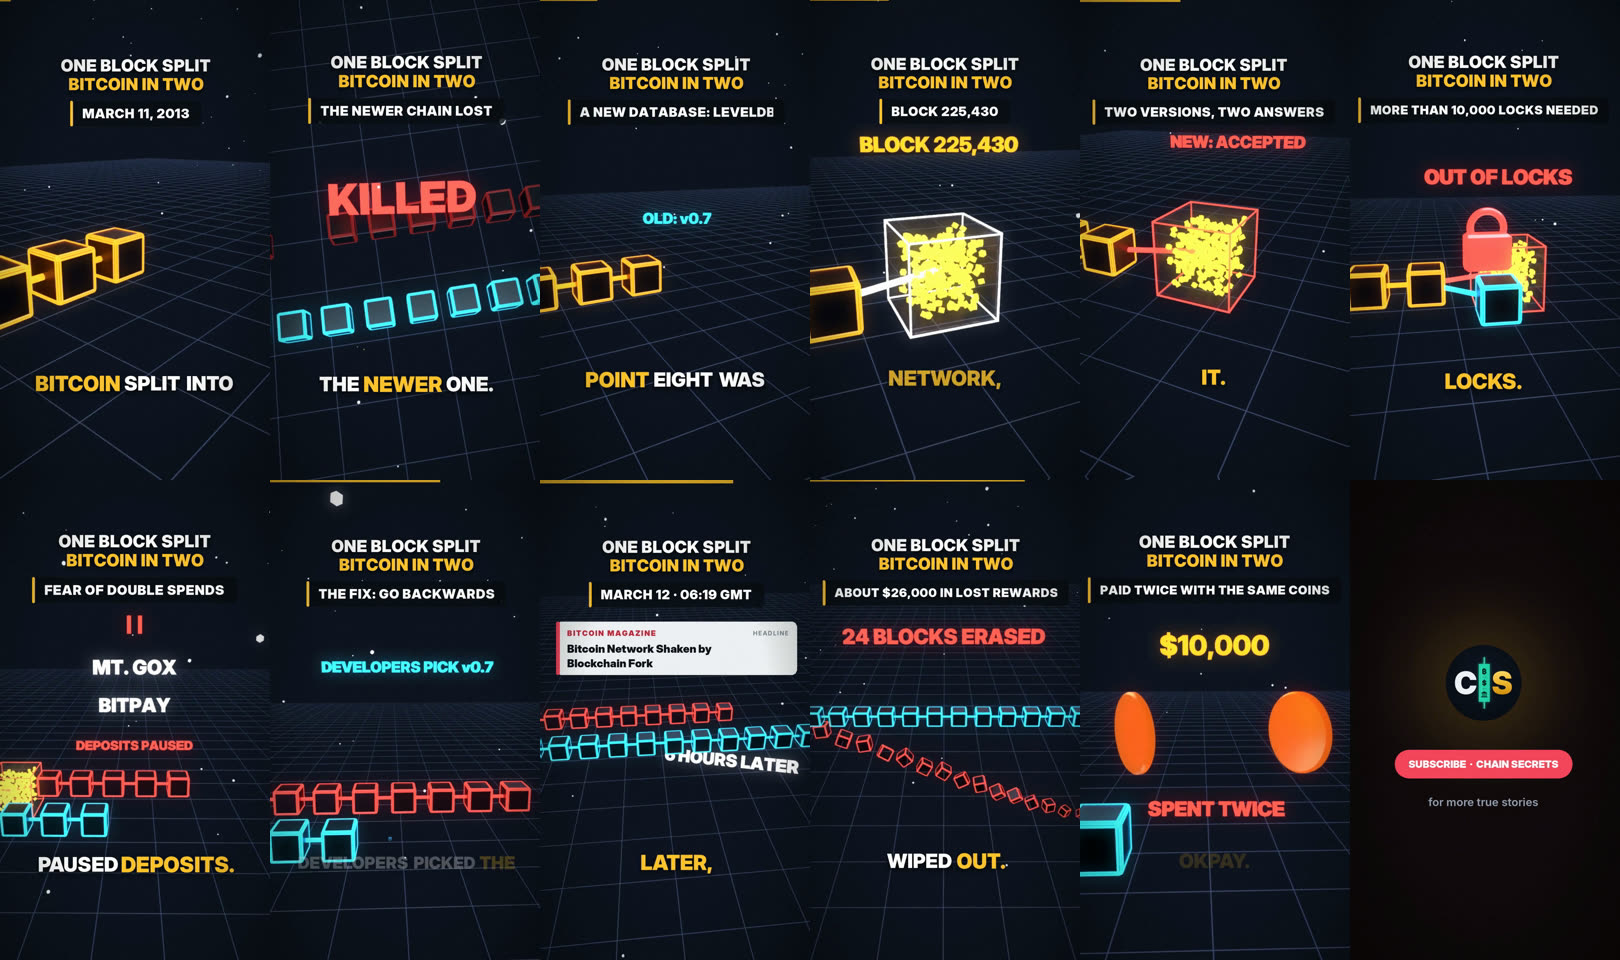 ONE BLOCK SPLIT
BITCOIN IN TWO
MARCH 11, 2013
BITCOIN SPLIT INTO
ONE BLOCK SPLIT
BITCOIN IN TWO
THE NEWER CHAIN LOST
KILLED
THE NEWER ONE.
ONE BLOCK SPLIT
BITCOIN IN TWO
A NEW DATABASE: LEVELDB
OLD: v0.7
POINT EIGHT WAS
ONE BLOCK SPLIT
BITCOIN IN TWO
BLOCK 225,430
BLOCK 225,430
NETWORK,
ONE BLOCK SPLIT
BITCOIN IN TWO
TWO VERSIONS, TWO ANSWERS
NEW: ACCEPTED
IT.
ONE BLOCK SPLIT
BITCOIN IN TWO
MORE THAN 10,000 LOCKS NEEDED
OUT OF LOCKS
LOCKS.
ONE BLOCK SPLIT
BITCOIN IN TWO
FEAR OF DOUBLE SPENDS
MT. GOX
BITPAY
DEPOSITS PAUSED
PAUSED DEPOSITS.
ONE BLOCK SPLIT
BITCOIN IN TWO
THE FIX: GO BACKWARDS
DEVELOPERS PICK v0.7
DEVELOPERS PICKED THE
ONE BLOCK SPLIT
BITCOIN IN TWO
MARCH 12 · 06:19 GMT
BITCOIN MAGAZINE HEADLINE
Bitcoin Network Shaken by
Blockchain Fork
6 HOURS LATER
LATER,
ONE BLOCK SPLIT
BITCOIN IN TWO
ABOUT $26,000 IN LOST REWARDS
24 BLOCKS ERASED
WIPED OUT.
ONE BLOCK SPLIT
BITCOIN IN TWO
PAID TWICE WITH THE SAME COINS
$10,000
SPENT TWICE
OKPAY.
CS
SUBSCRIBE · CHAIN SECRETS
for more true stories